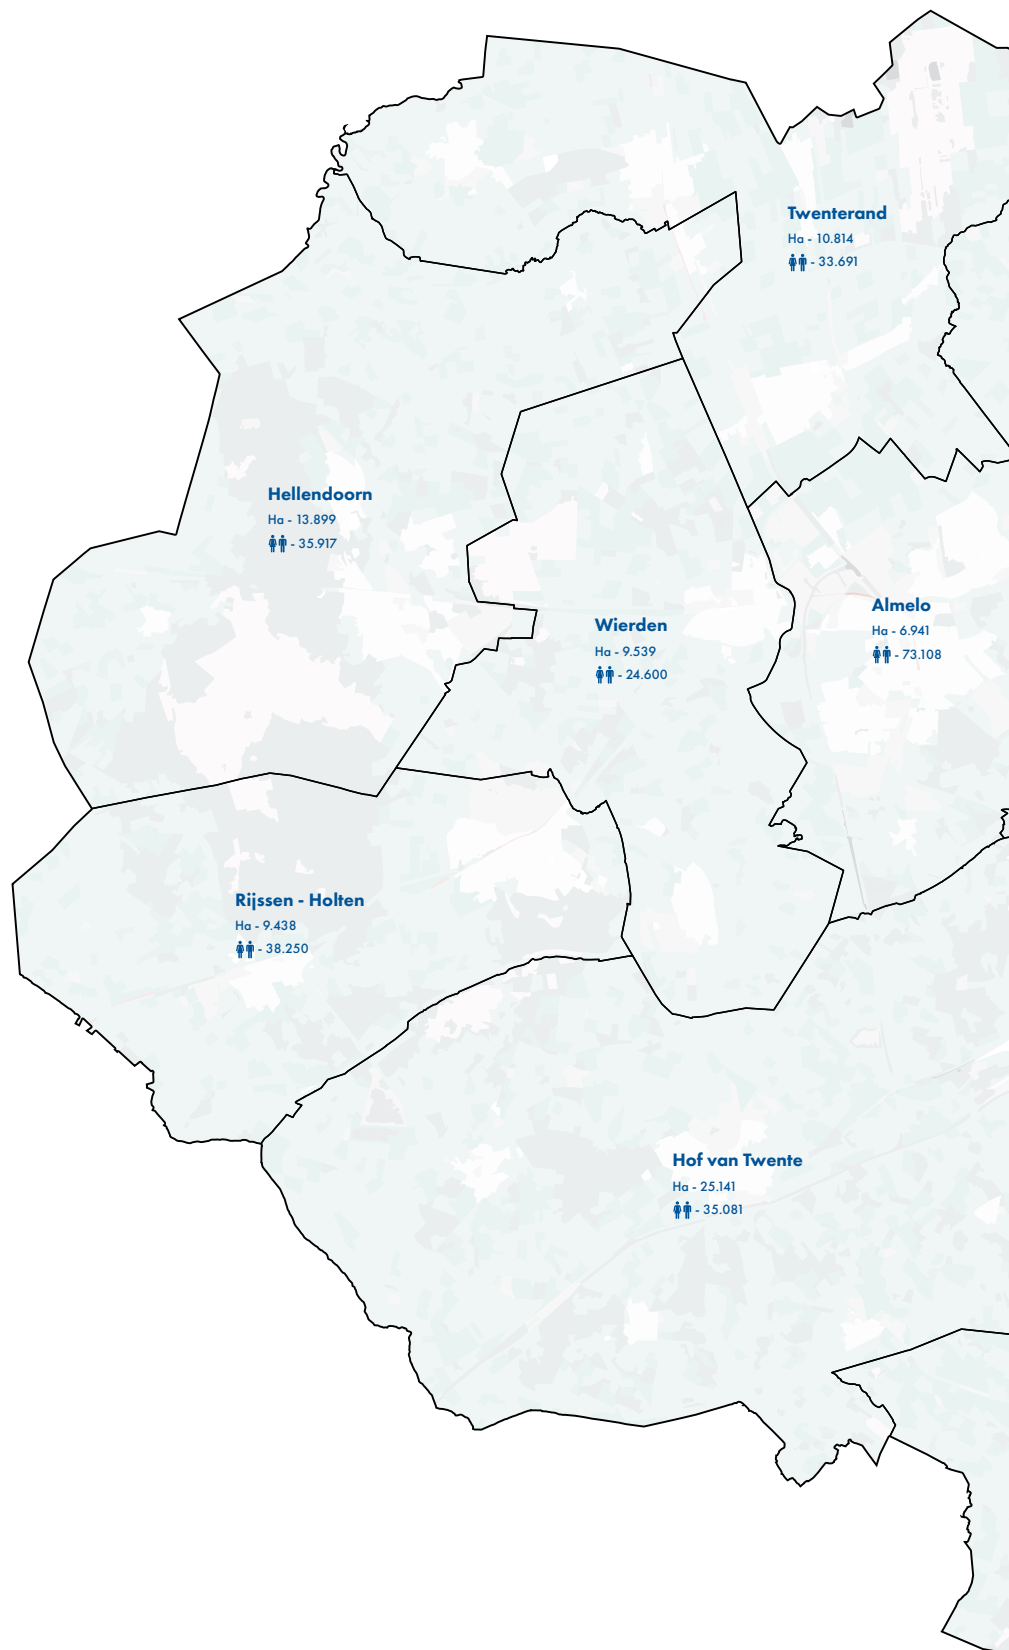 Twenterand
Ha - 10.814
- 33.691
Hellendoorn
Ha - 13.899
- 35.917
Wierden
Ha - 9.539
- 24.600
Almelo
Ha - 6.941
- 73.108
Rijssen - Holten
Ha - 9.438
- 38.250
Hof van Twente
Ha - 25.141
- 35.081